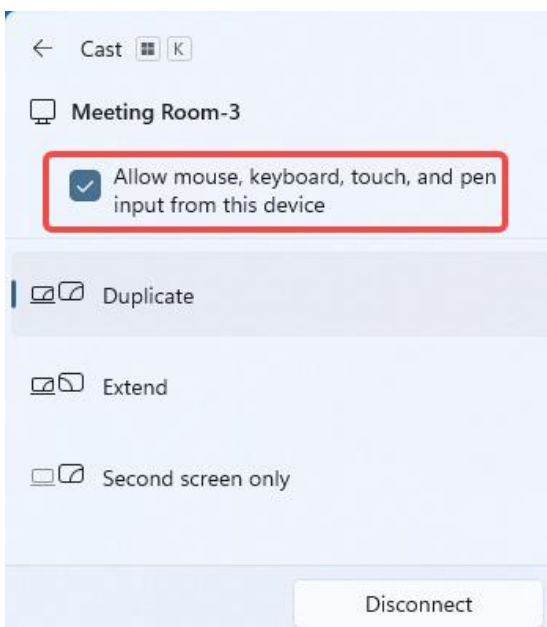 Cast K
Meeting Room-3
Allow mouse, keyboard, touch, and pen
input from this device
Duplicate
Extend
Second screen only
Disconnect